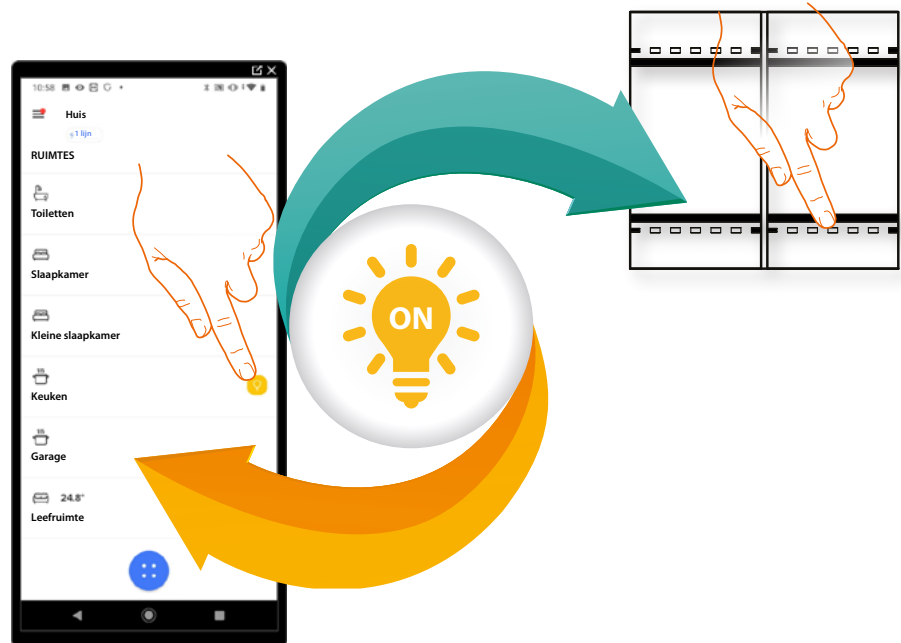 10:58
Huis
1 lijn
RUIMTES
Toiletten
Slaapkamer
Kleine slaapkamer
Keuken
Garage
24.8°
Leefruimte
ON